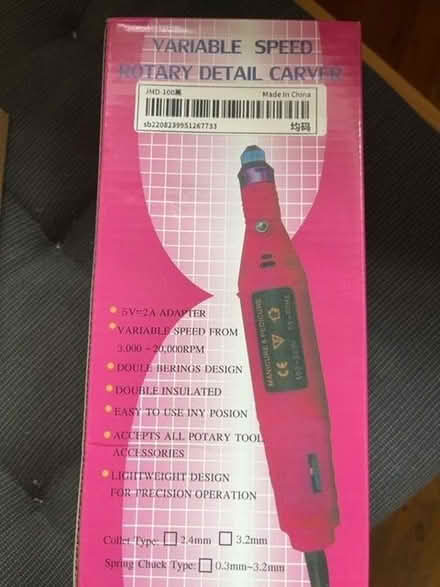 VARIABLE SPEED
ROTARY DETAIL CARVER
JMD-100黑 Made In China
sb2208239951267733 均码
MANICURE & PEDICURE
CE
5V=2A ADAPTER
VARIABLE SPEED FROM
3.000 ~ 20,000RPM
DOULE BERINGS DESIGN
DOUBLE INSULATED
EASY TO USE INY POSION
ACCEPTS ALL POTARY TOOL
ACCESSORIES
LIGHTWEIGHT DESIGN
FOR PRECISION OPERATION
Collet Type: 2.4mm 3.2mm
Spring Chuck Type: 0.3mm~3.2mm